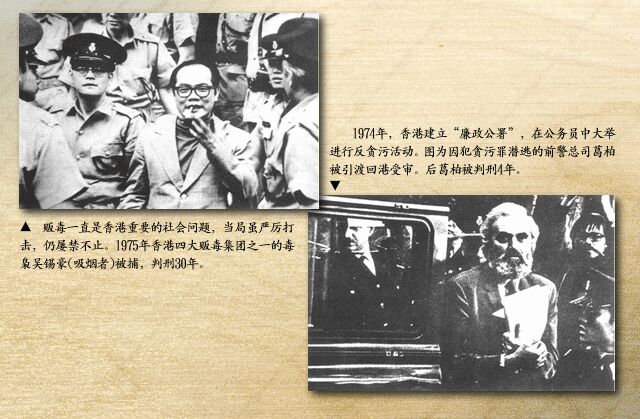 1974年，香港建立“廉政公署”，在公务员中大举
进行反贪污活动。图为因犯贪污罪潜逃的前警总司葛柏
被引渡回港受审。后葛柏被判刑4年。
▼
▲ 贩毒一直是香港重要的社会问题，当局虽严厉打
击，仍屡禁不止。1975年香港四大贩毒集团之一的毒
枭吴锡豪(吸烟者)被捕，判刑30年。